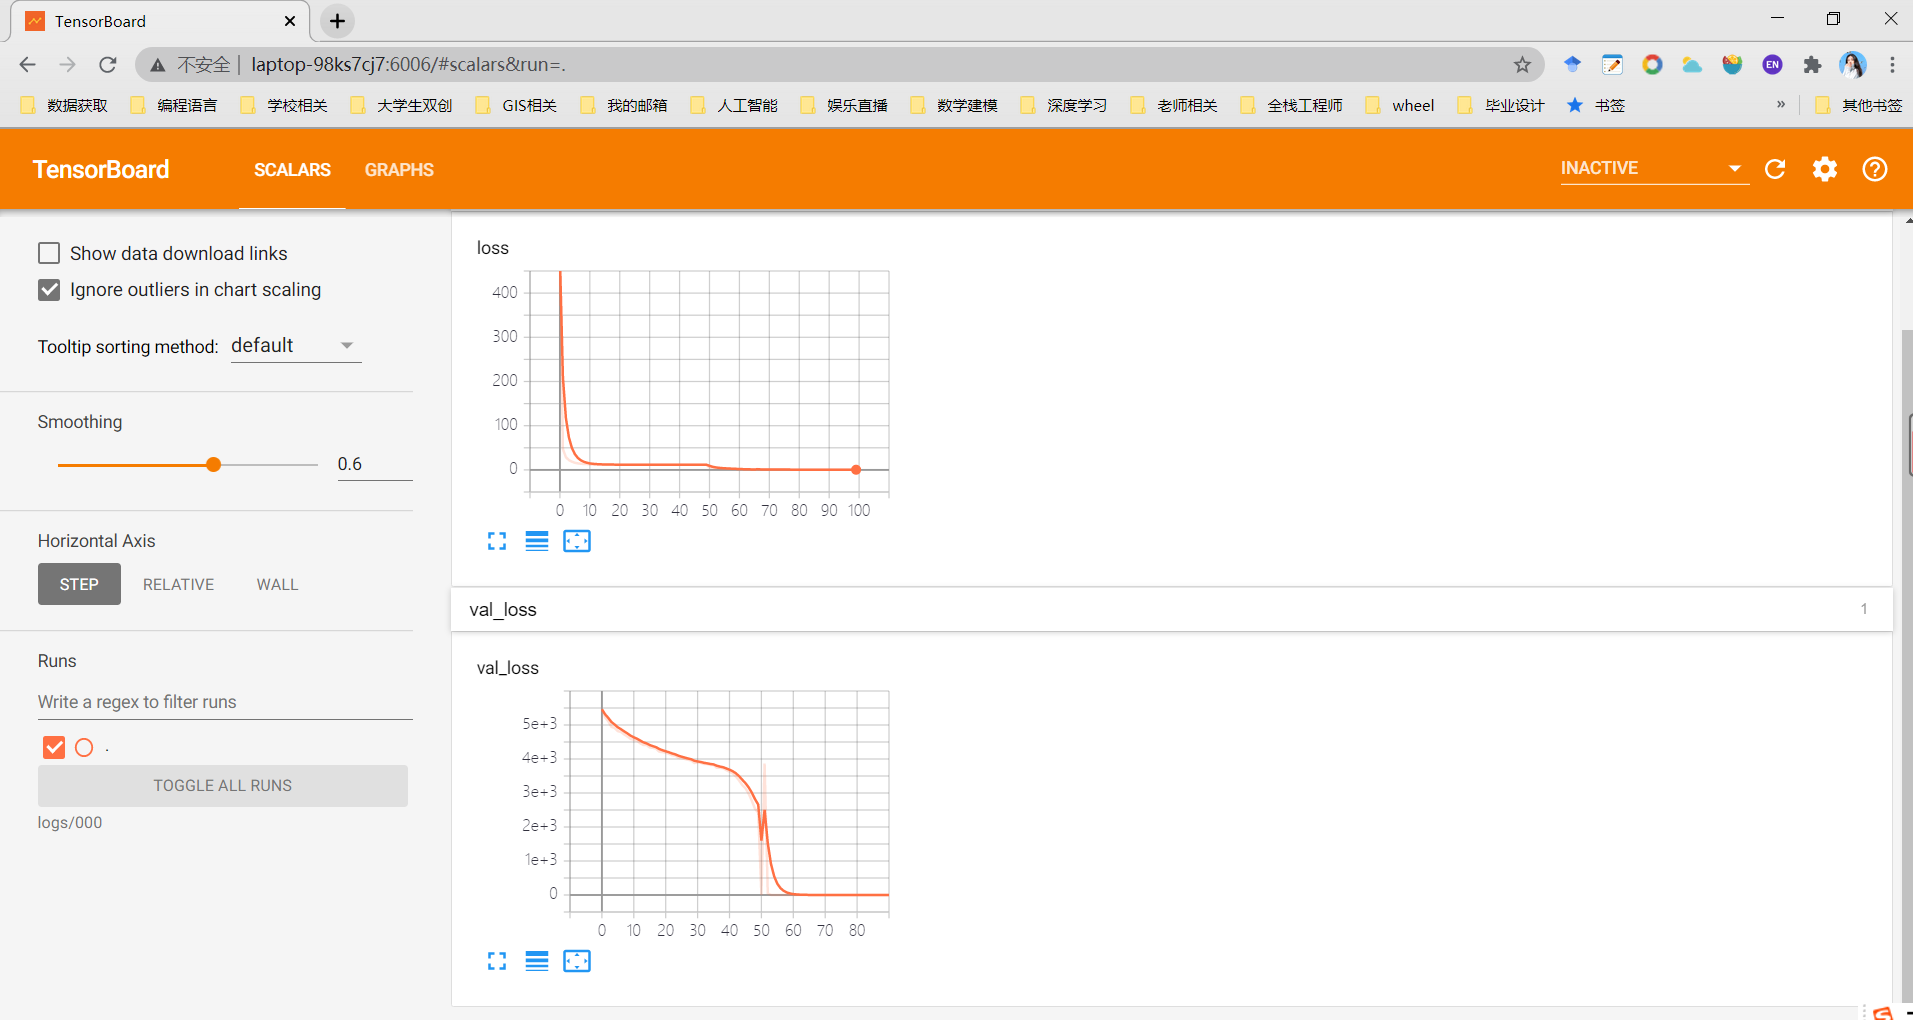 TensorBoard
不安全 | laptop-98ks7cj7:6006/#scalars&run=.
EN
数据获取 编程语言 学校相关 大学生双创 GIS相关 我的邮箱 人工智能 娱乐直播 数学建模 深度学习 老师相关 全栈工程师 wheel 毕业设计 书签 » 其他书签
TensorBoard SCALARS GRAPHS INACTIVE
Show data download links
Ignore outliers in chart scaling
Tooltip sorting method: default
Smoothing
0.6
Horizontal Axis
STEP RELATIVE WALL
Runs
Write a regex to filter runs
.
TOGGLE ALL RUNS
logs/000
loss
400
300
200
100
0
0 10 20 30 40 50 60 70 80 90 100
val_loss 1
val_loss
5e+3
4e+3
3e+3
2e+3
1e+3
0
0 10 20 30 40 50 60 70 80